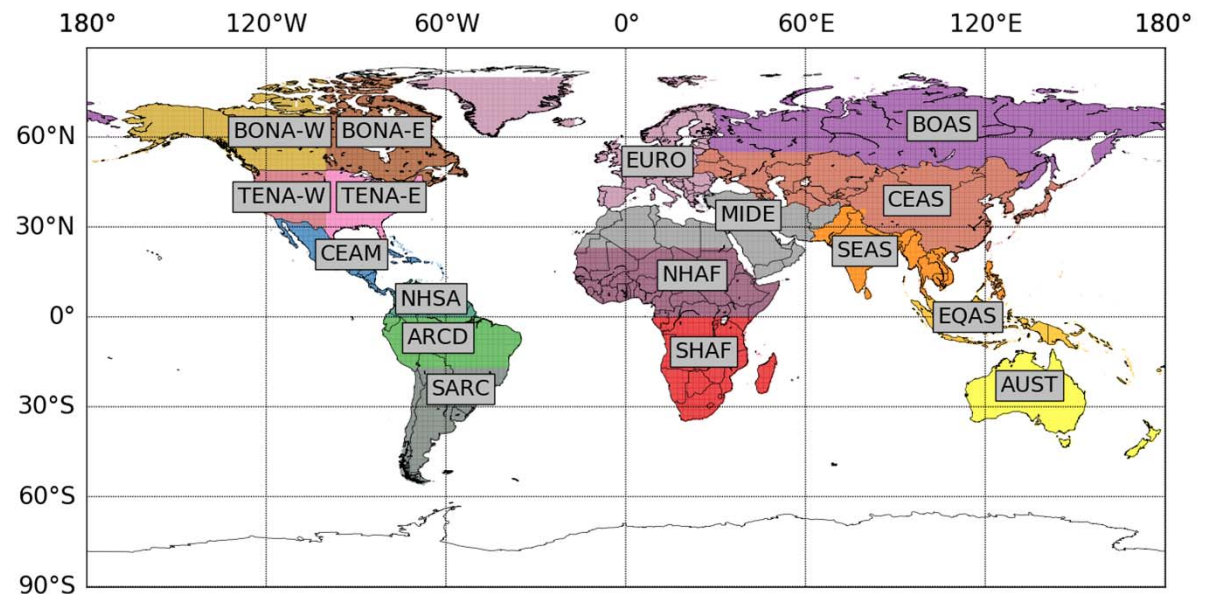 180° 120°W 60°W 0° 60°E 120°E 180°
60°N
30°N
0°
30°S
60°S
90°S
BONA-W BONA-E BOAS
EURO
TENA-W TENA-E CEAS
MIDE
CEAM SEAS
NHAF
NHSA
EQAS
ARCD
SHAF
SARC AUST